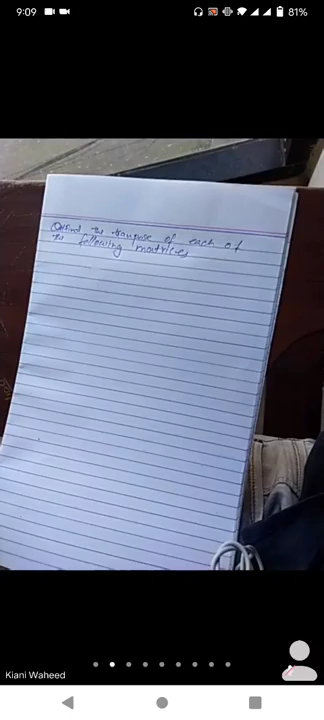 9:09
81%
Q:Find the transpose of each of
the following matrices
Kiani Waheed